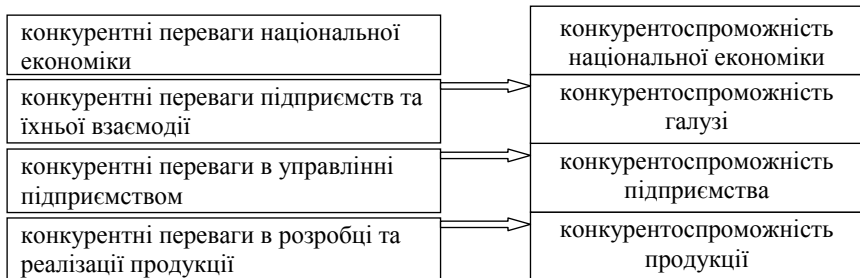 конкурентні переваги національної
економіки
конкурентоспроможність
національної економіки
конкурентні переваги підприємств та
їхньої взаємодії
конкурентоспроможність
галузі
конкурентні переваги в управлінні
підприємством
конкурентоспроможність
підприємства
конкурентні переваги в розробці та
реалізації продукції
конкурентоспроможність
продукції